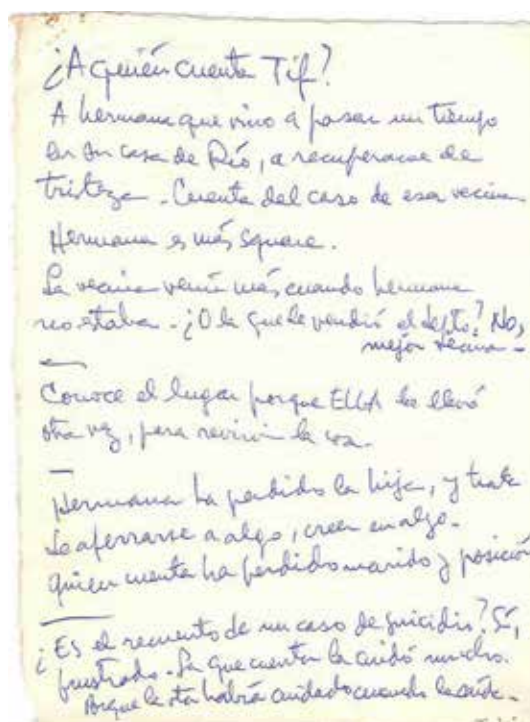 ¿A quién cuenta Tif?
A hermana que vino a pasar un tiempo
en su casa de Río, a recuperarse de
tristeza. Cuenta del caso de esa vecina
Hermana es más square.
La vecina venía más cuando hermana
no estaba. ¿O la que le vendió el depto? No,
mejor vecina.-
Conoce el lugar porque ELLA la llevó
otra vez, para revivir la
Hermana ha perdido la hija, y trata
de aferrarse a algo, creer en algo.
quien cuenta ha perdido marido y posición
¿Es el recuento de un caso de suicidio? Sí,
frustrado. La que cuenta la cuidó mucho.
Porque la habrá cuidado cuando la